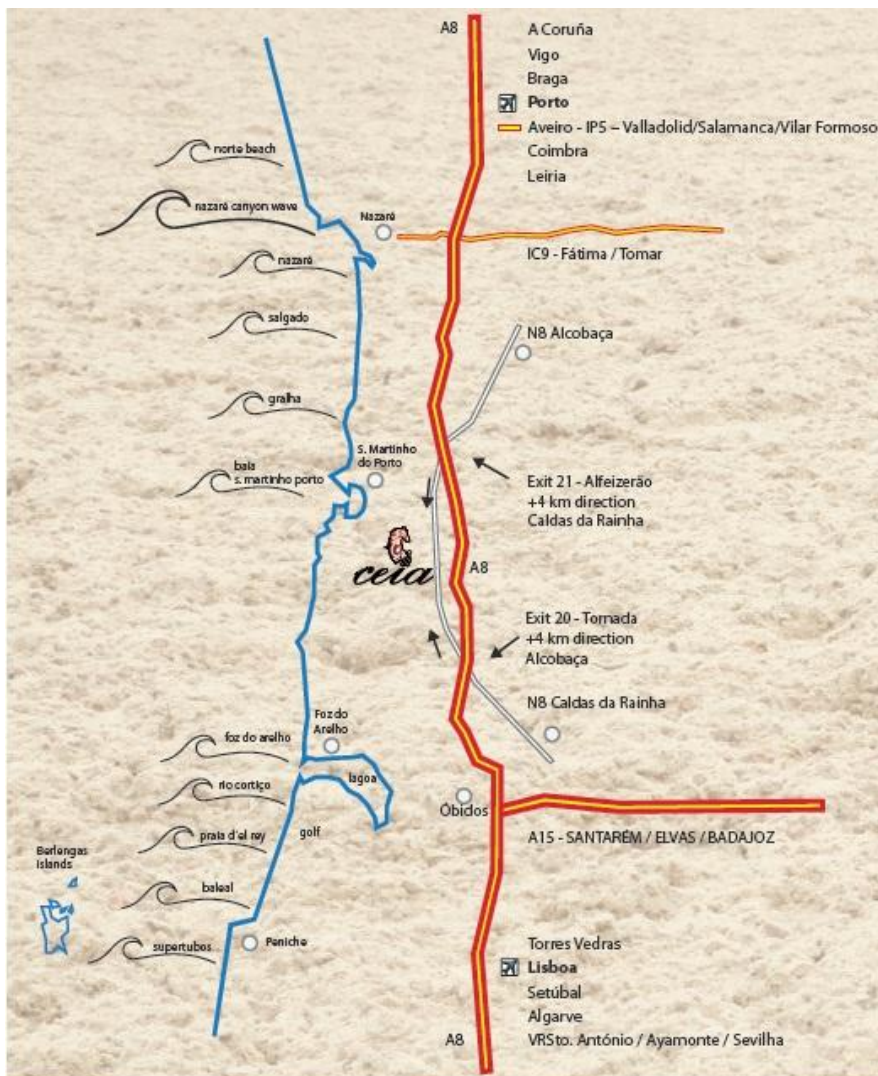 A8
A Coruña
Vigo
Braga
Porto
Aveiro - IP5 – Valladolid/Salamanca/Vilar Formoso
Coimbra
Leíria
norte beach
nazaré canyon wave
Nazaré
IC9 - Fátima / Tomar
nazaré
salgado
N8 Alcobaça
gralha
S. Martinho
do Porto
baia
s. martinho porto
Exit 21 - Alfeizerão
+4 km direction
Caldas da Rainha
ceia
A8
Exit 20 - Tornada
+4 km direction
Alcobaça
N8 Caldas da Rainha
Foz do
Arelho
foz do arelho
lagoa
rio cortiço
Óbidos
golf
praia d'el rey
A15 - SANTARÉM / ELVAS / BADAJOZ
Berlengas
islands
baleal
supertubos
Peniche
Torres Vedras
Lisboa
Setúbal
Algarve
A8
VRSto. António / Ayamonte / Sevilha